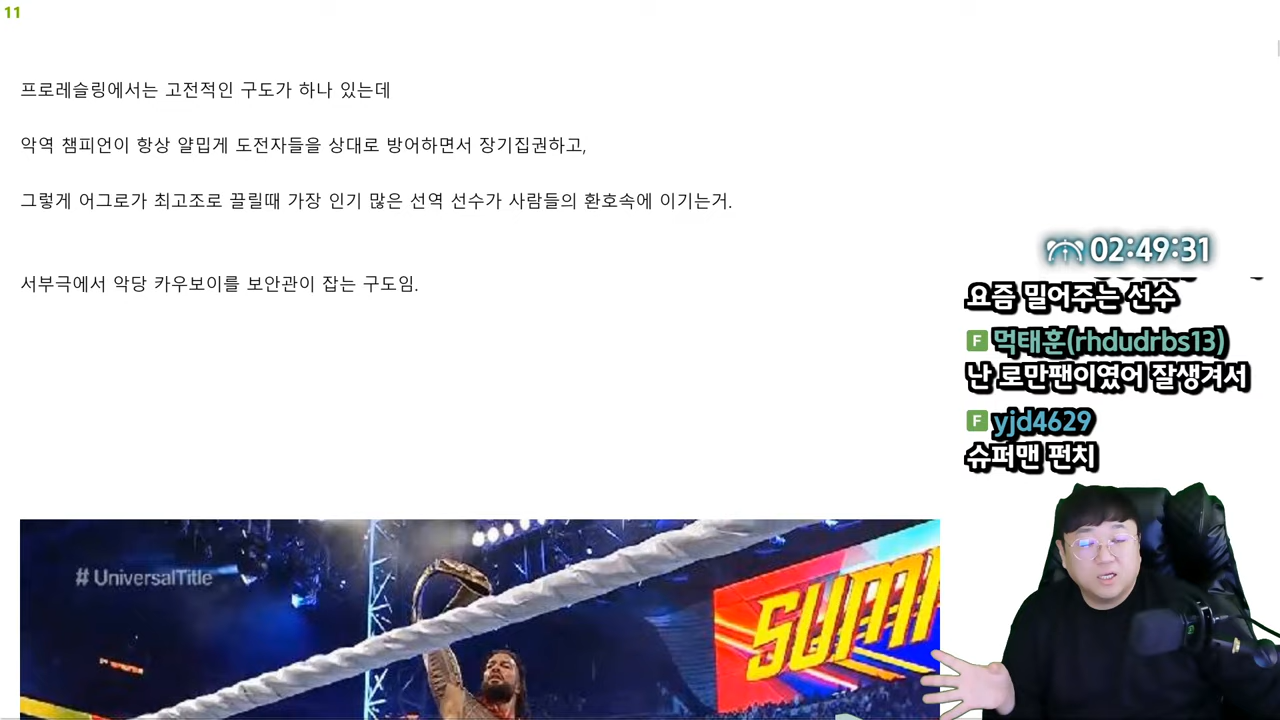 11
프로레슬링에서는 고전적인 구도가 하나 있는데
악역 챔피언이 항상 얄밉게 도전자들을 상대로 방어하면서 장기집권하고,
그렇게 어그로가 최고조로 끌릴때 가장 인기 많은 선역 선수가 사람들의 환호속에 이기는거.
서부극에서 악당 카우보이를 보안관이 잡는 구도임.
02:49:31
요즘 밀어주는 선수
F 먹태훈(rhdudrbs13)
난 로만팬이였어 잘생겨서
F yjd4629
슈퍼맨 펀치
# UniversalTitle
SUMM